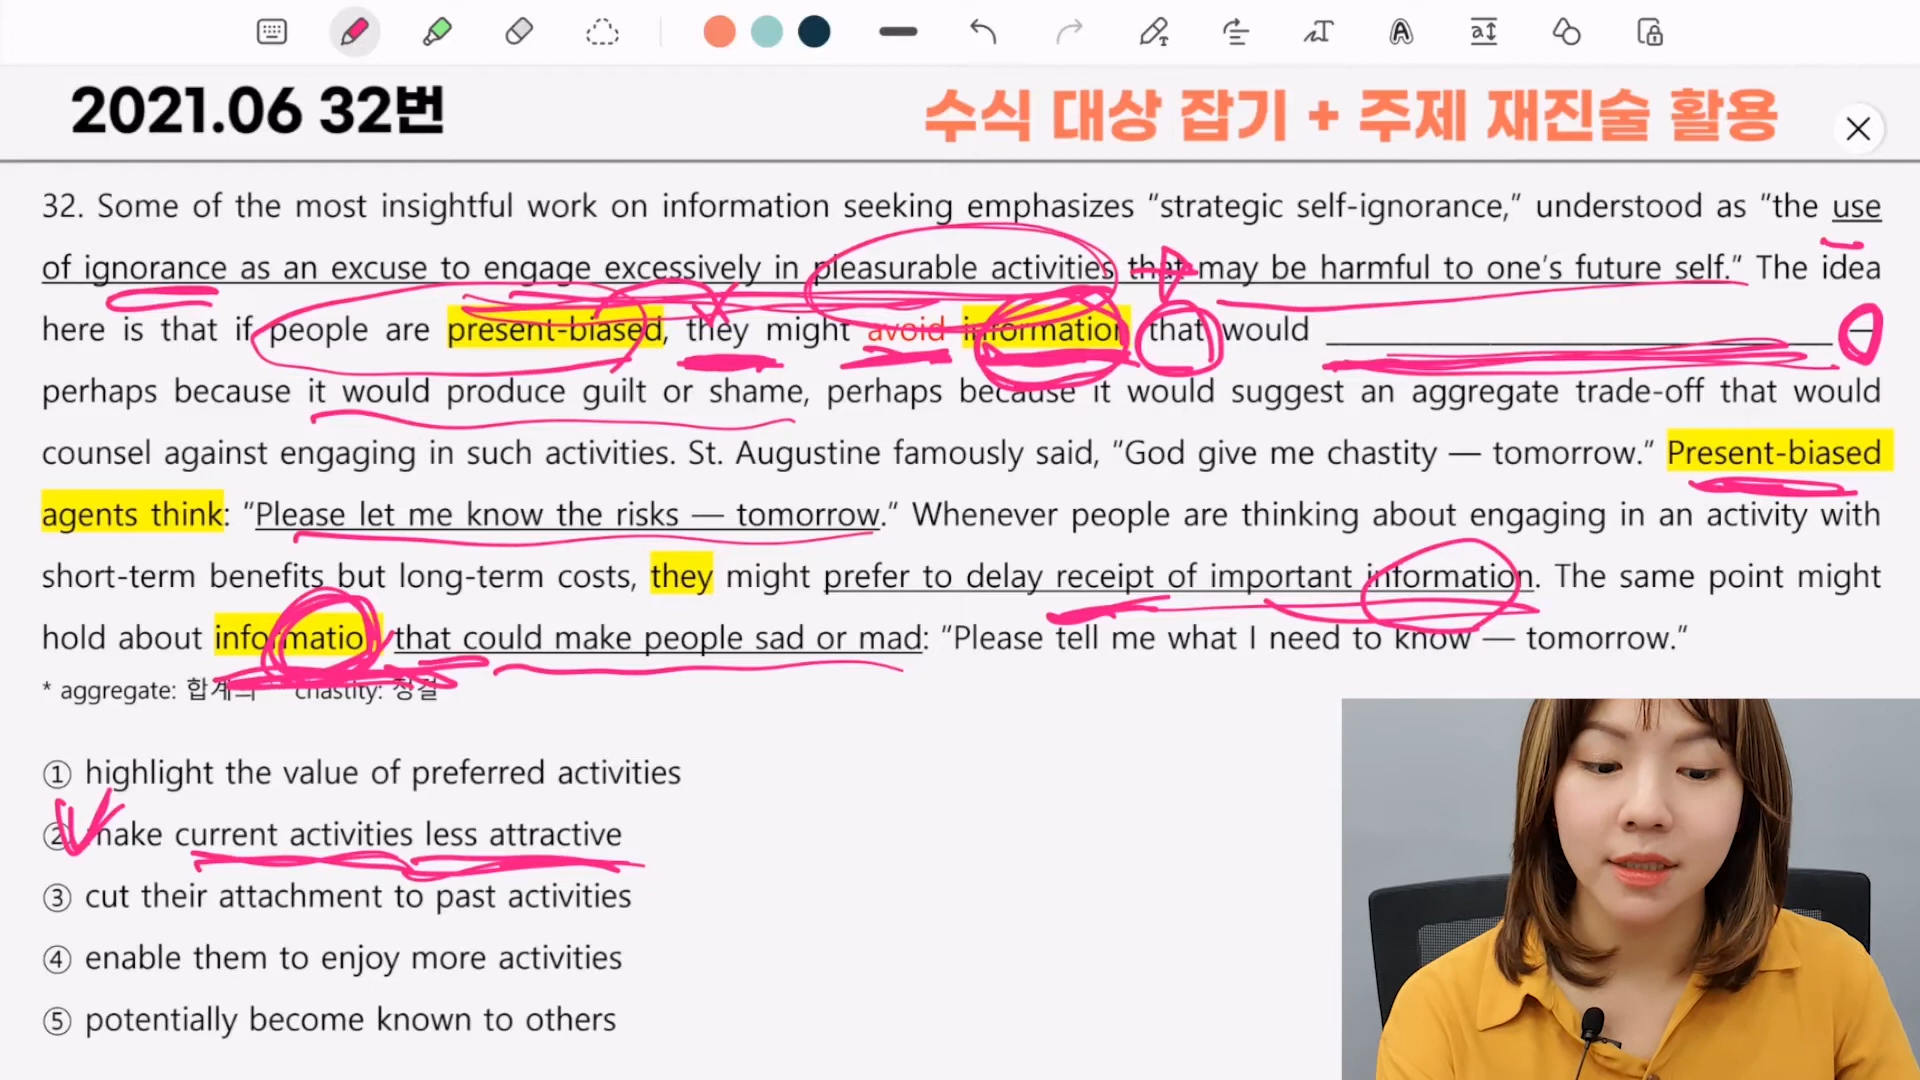 2021.06 32번
수식 대상 잡기 + 주제 재진술 활용
32. Some of the most insightful work on information seeking emphasizes “strategic self-ignorance,” understood as “the use
of ignorance as an excuse to engage excessively in pleasurable activities that may be harmful to one’s future self.” The idea
here is that if people are present-biased, they might avoid information that would ______________________________ —
perhaps because it would produce guilt or shame, perhaps because it would suggest an aggregate trade-off that would
counsel against engaging in such activities. St. Augustine famously said, “God give me chastity — tomorrow.” Present-biased
agents think: “Please let me know the risks — tomorrow.” Whenever people are thinking about engaging in an activity with
short-term benefits but long-term costs, they might prefer to delay receipt of important information. The same point might
hold about information that could make people sad or mad: “Please tell me what I need to know — tomorrow.”
* aggregate: 합계의 chastity: 정결
① highlight the value of preferred activities
② make current activities less attractive
③ cut their attachment to past activities
④ enable them to enjoy more activities
⑤ potentially become known to others